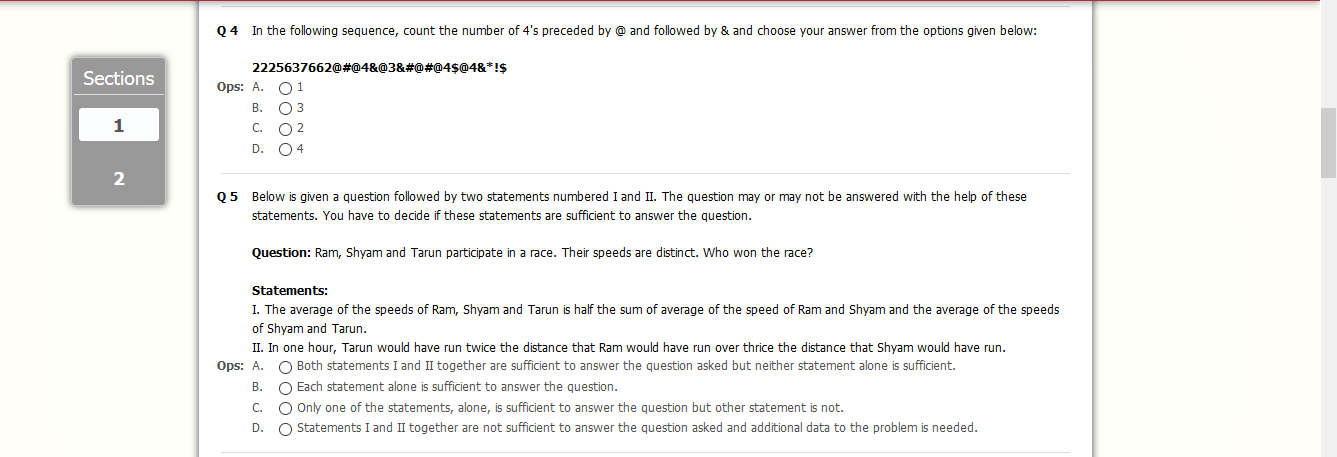 Q 4 In the following sequence, count the number of 4's preceded by @ and followed by & and choose your answer from the options given below:
2225637662@#@4&@3&#@#@4$@4&*!$
Sections
Ops: A. 1
B. 3
1
C. 2
D. 4
2
Q 5 Below is given a question followed by two statements numbered I and II. The question may or may not be answered with the help of these
statements. You have to decide if these statements are sufficient to answer the question.
Question: Ram, Shyam and Tarun participate in a race. Their speeds are distinct. Who won the race?
Statements:
I. The average of the speeds of Ram, Shyam and Tarun is half the sum of average of the speed of Ram and Shyam and the average of the speeds
of Shyam and Tarun.
II. In one hour, Tarun would have run twice the distance that Ram would have run over thrice the distance that Shyam would have run.
Ops: A. Both statements I and II together are sufficient to answer the question asked but neither statement alone is sufficient.
B. Each statement alone is sufficient to answer the question.
C. Only one of the statements, alone, is sufficient to answer the question but other statement is not.
D. Statements I and II together are not sufficient to answer the question asked and additional data to the problem is needed.